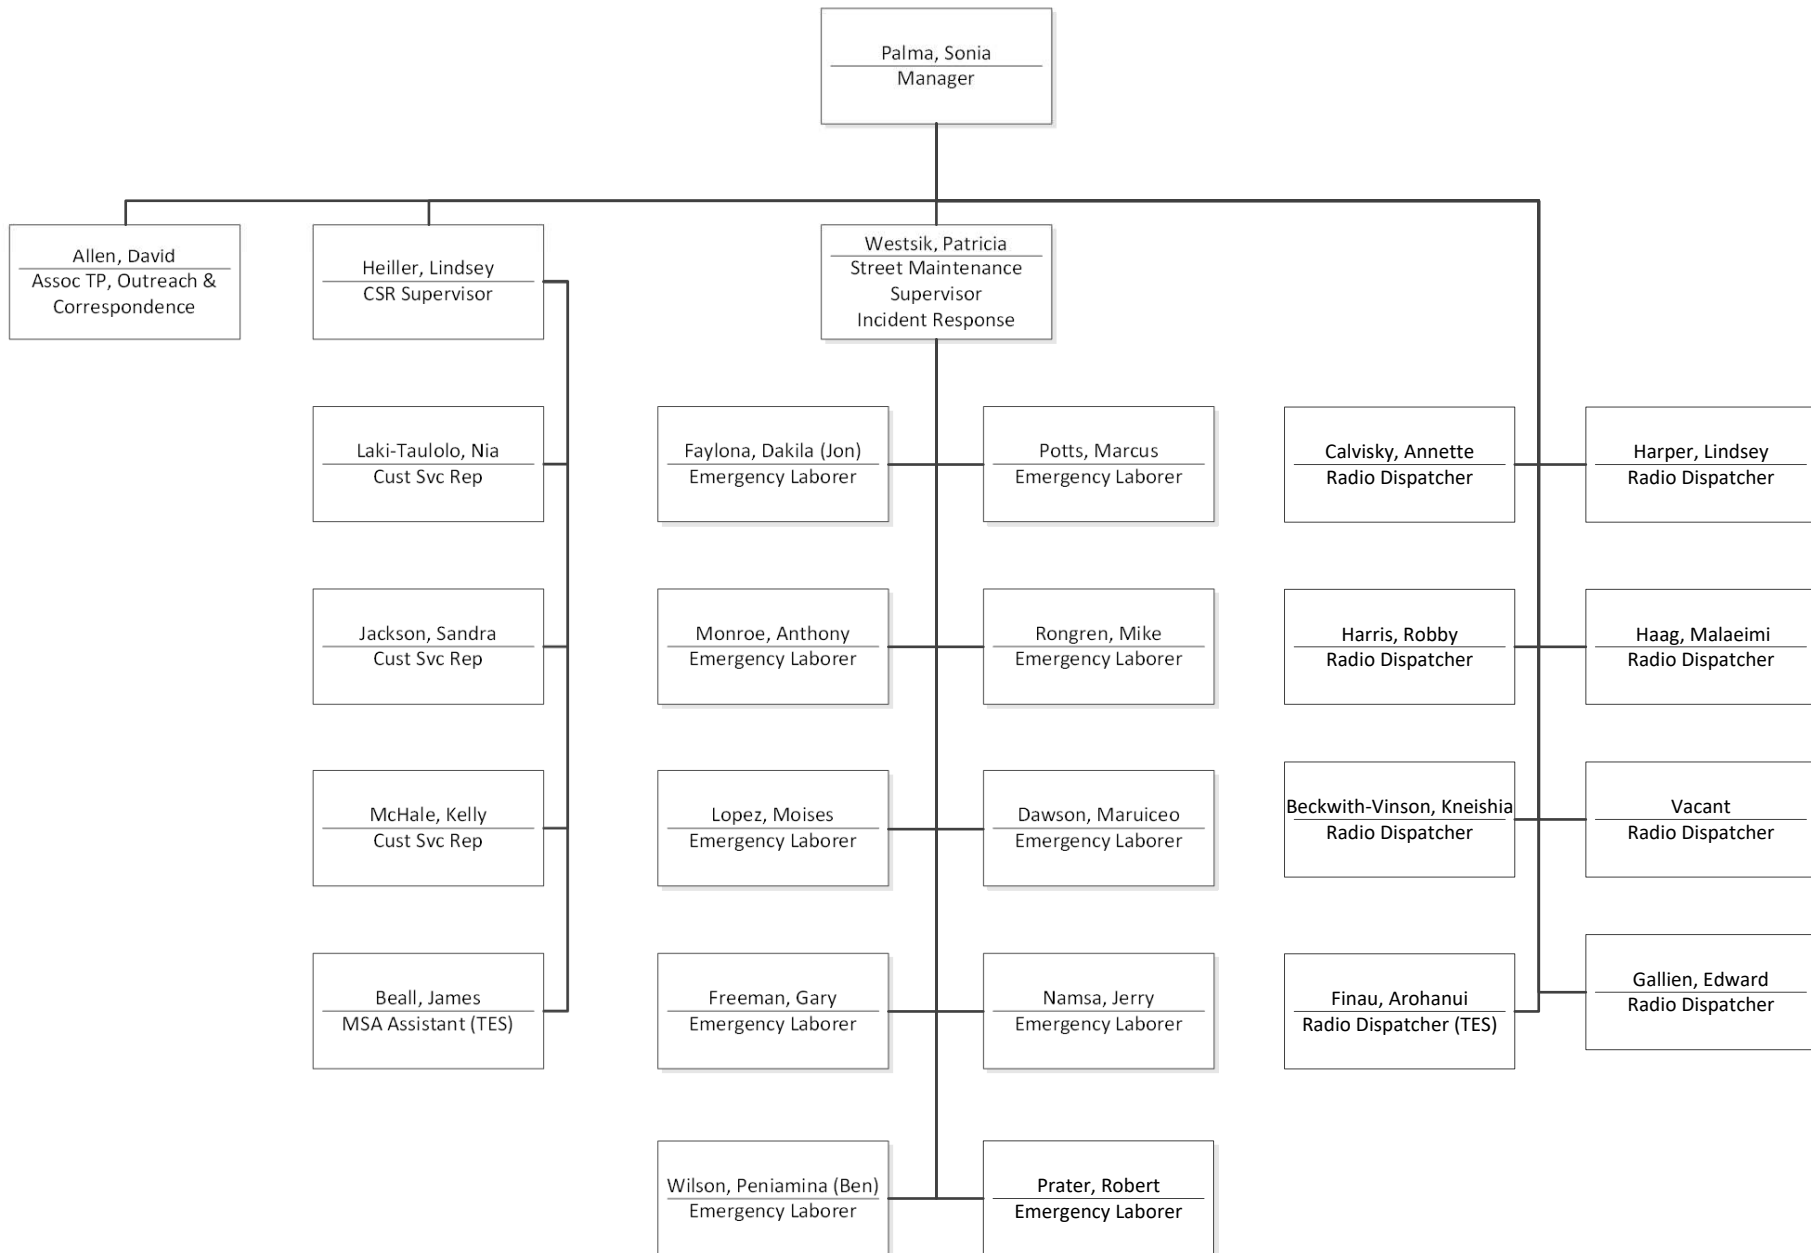 Palma, Sonia
Manager
Allen, David
Assoc TP, Outreach &
Correspondence
Heiller, Lindsey
CSR Supervisor
Westsik, Patricia
Street Maintenance
Supervisor
Incident Response
Laki-Taulolo, Nia
Cust Svc Rep
Faylona, Dakila (Jon)
Emergency Laborer
Potts, Marcus
Emergency Laborer
Calvisky, Annette
Radio Dispatcher
Harper, Lindsey
Radio Dispatcher
Jackson, Sandra
Cust Svc Rep
Monroe, Anthony
Emergency Laborer
Rongren, Mike
Emergency Laborer
Harris, Robby
Radio Dispatcher
Haag, Malaeimi
Radio Dispatcher
McHale, Kelly
Cust Svc Rep
Lopez, Moises
Emergency Laborer
Dawson, Maruiceo
Emergency Laborer
Beckwith-Vinson, Kneishia
Radio Dispatcher
Vacant
Radio Dispatcher
Beall, James
MSA Assistant (TES)
Freeman, Gary
Emergency Laborer
Namsa, Jerry
Emergency Laborer
Finau, Arohanui
Radio Dispatcher (TES)
Gallien, Edward
Radio Dispatcher
Wilson, Peniamina (Ben)
Emergency Laborer
Prater, Robert
Emergency Laborer